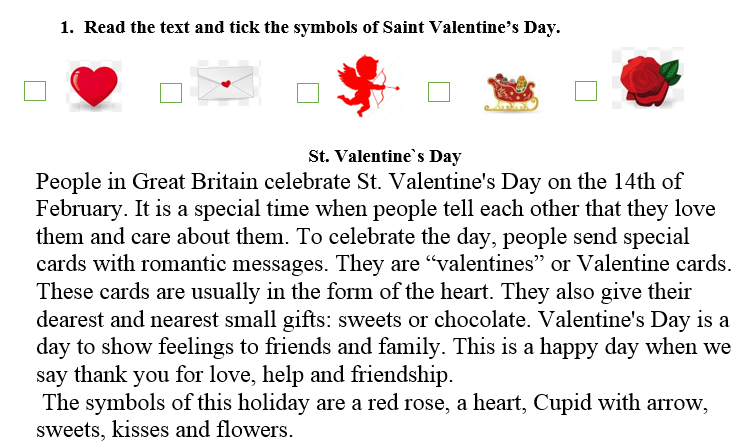 1. Read the text and tick the symbols of Saint Valentine’s Day.
St. Valentine`s Day
People in Great Britain celebrate St. Valentine's Day on the 14th of
February. It is a special time when people tell each other that they love
them and care about them. To celebrate the day, people send special
cards with romantic messages. They are “valentines” or Valentine cards.
These cards are usually in the form of the heart. They also give their
dearest and nearest small gifts: sweets or chocolate. Valentine's Day is a
day to show feelings to friends and family. This is a happy day when we
say thank you for love, help and friendship.
The symbols of this holiday are a red rose, a heart, Cupid with arrow,
sweets, kisses and flowers.